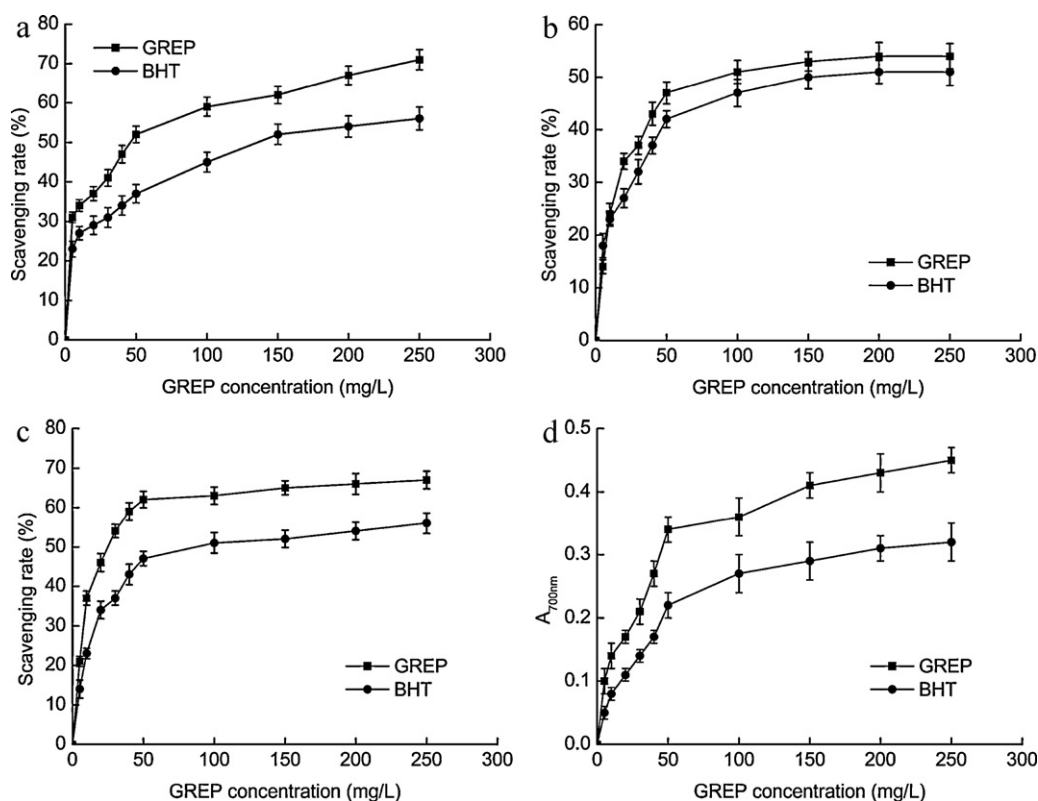 a
GREP
BHT
Scavenging rate (%)
80
70
60
50
40
30
20
10
0
0 50 100 150 200 250 300
GREP concentration (mg/L)
b
Scavenging rate (%)
60
50
40
30
20
10
0
GREP
BHT
0 50 100 150 200 250 300
GREP concentration (mg/L)
c
Scavenging rate (%)
80
70
60
50
40
30
20
10
0
GREP
BHT
0 50 100 150 200 250 300
GREP concentration (mg/L)
d
A700nm
0.5
0.4
0.3
0.2
0.1
0.0
GREP
BHT
0 50 100 150 200 250 300
GREP concentration (mg/L)